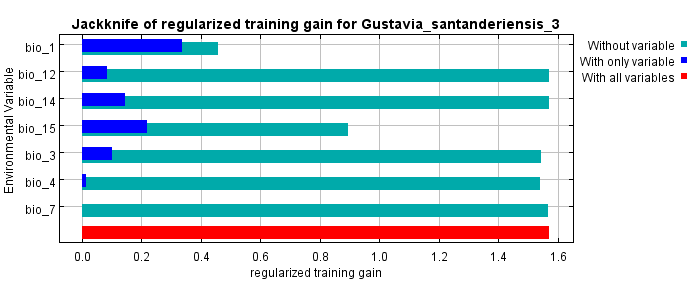 Jackknife of regularized training gain for Gustavia_santanderiensis_3
Environmental Variable
bio_1
bio_12
bio_14
bio_15
bio_3
bio_4
bio_7
0.0 0.2 0.4 0.6 0.8 1.0 1.2 1.4 1.6
regularized training gain
Without variable
With only variable
With all variables